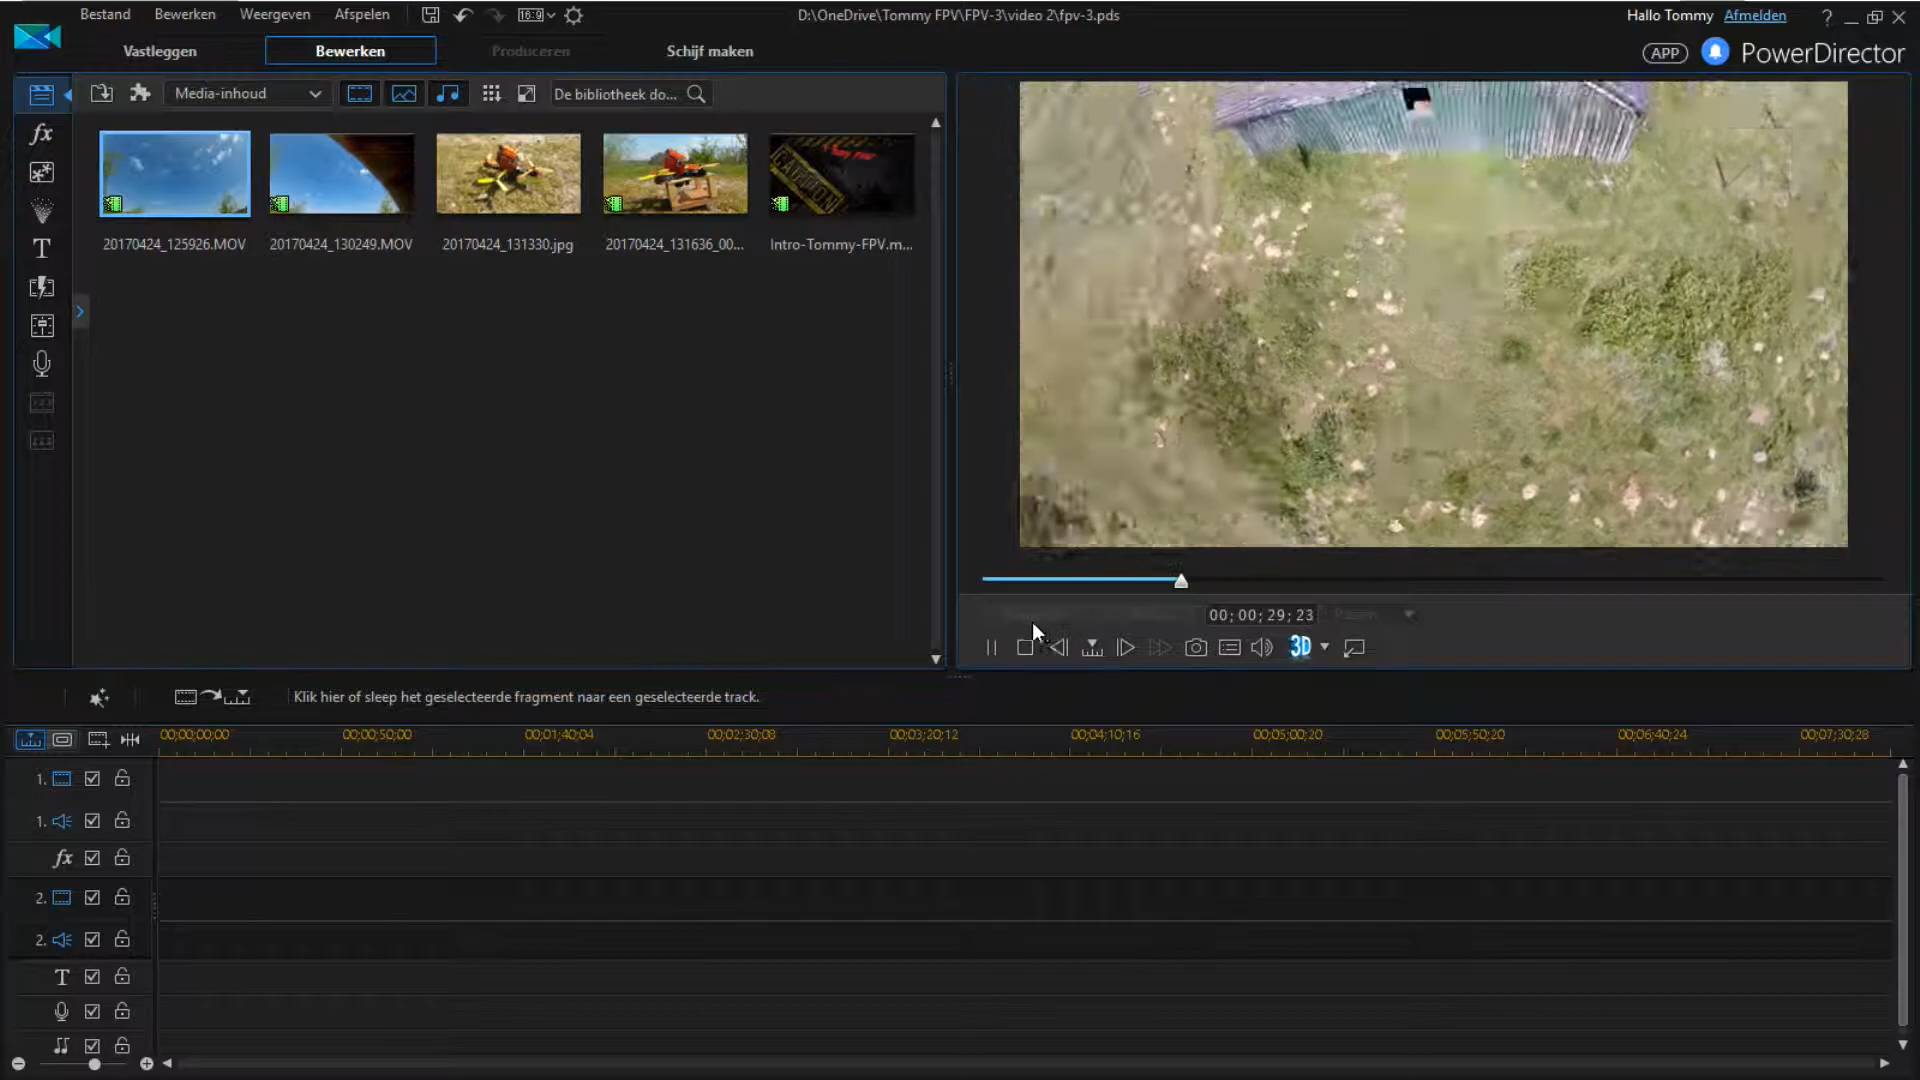 Bestand Bewerken Weergeven Afspelen 16:9 D:\OneDrive\Tommy FPV\FPV-3\video 2\fpv-3.pds Hallo Tommy Afmelden ?
Vastleggen Bewerken Produceren Schijf maken APP PowerDirector
Media-inhoud De bibliotheek do...
fx
T
CAUTION
20170424_125926.MOV 20170424_130249.MOV 20170424_131330.jpg 20170424_131636_00... Intro-Tommy-FPV.m...
00;00;29;23
3D
Klik hier of sleep het geselecteerde fragment naar een geselecteerde track.
00;00;00;00 00;00;50;00 00;01;40;04 00;02;30;08 00;03;20;12 00;04;10;16 00;05;00;20 00;05;50;20 00;06;40;24 00;07;30;28
1.
1.
fx
2.
2.
T